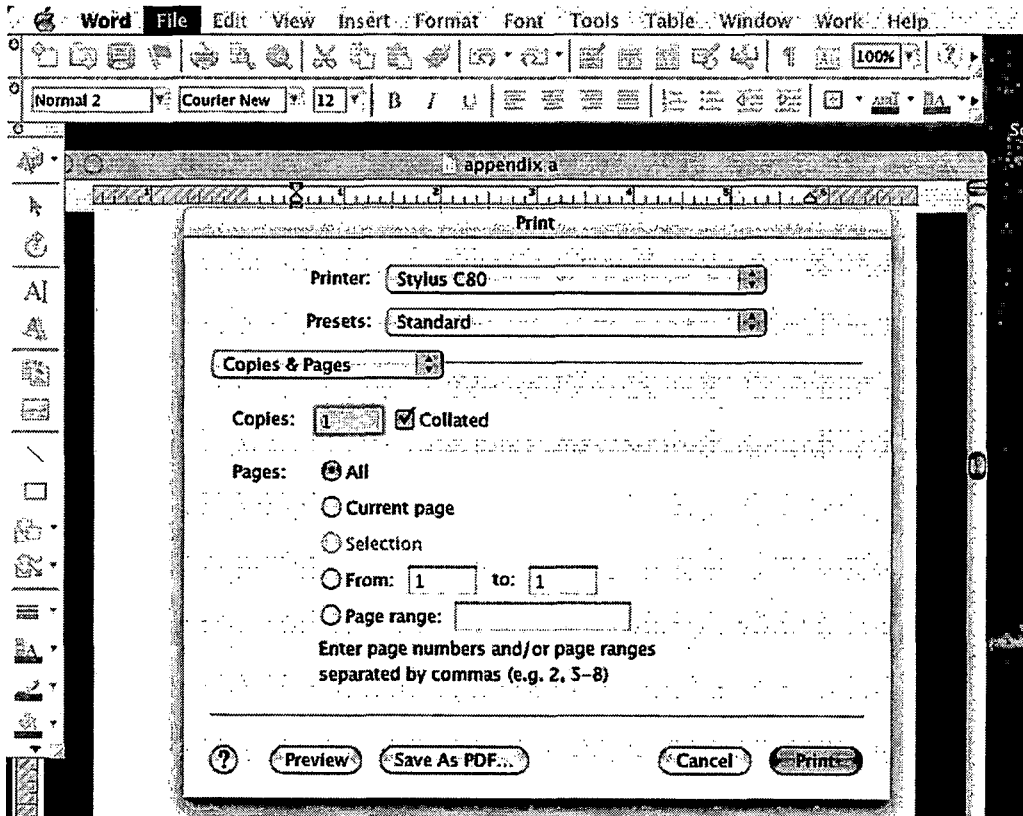 Word File Edit View Insert Format Font Tools Table Window Work Help
100%
Normal 2 Courier New 12 B I U
appendix a
Print
Printer: Stylus C80
Presets: Standard
Copies & Pages
Copies: 1 Collated
Pages: All
Current page
Selection
From: 1 to: 1
Page range:
Enter page numbers and/or page ranges
separated by commas (e.g. 2, 5-8)
? Preview Save As PDF... Cancel Print